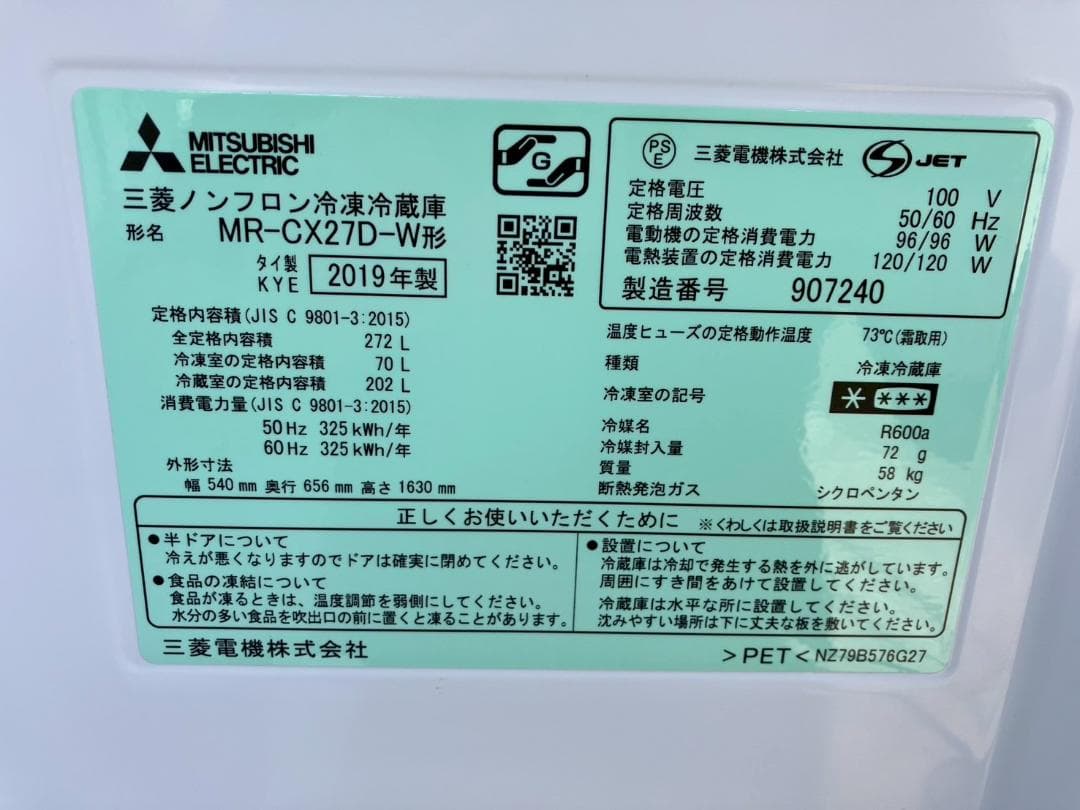 MITSUBISHI
ELECTRIC
三菱ノンフロン冷凍冷蔵庫
形名 MR-CX27D-W形
タイ製
KYE
2019年製
定格内容積(JIS C 9801-3:2015)
全定格内容積 272 L
冷凍室の定格内容積 70 L
冷蔵室の定格内容積 202 L
消費電力量(JIS C 9801-3:2015)
50Hz 325kWh/年
60Hz 325kWh/年
外形寸法
幅 540mm 奥行 656mm 高さ 1630mm
G
PS
E
三菱電機株式会社
JET
定格電圧 100 V
定格周波数 50/60 Hz
電動機の定格消費電力 96/96 W
電熱装置の定格消費電力 120/120 W
製造番号 907240
温度ヒューズの定格動作温度 73℃(霜取用)
種類 冷凍冷蔵庫
冷凍室の記号 * ***
冷媒名 R600a
冷媒封入量 72 g
質量 58 kg
断熱発泡ガス シクロペンタン
正しくお使いいただくために ※くわしくは取扱説明書をご覧ください
●半ドアについて
冷えが悪くなりますのでドアは確実に閉めてください。
●食品の凍結について
食品が凍るときは、温度調節を弱側にしてください。
水分の多い食品を吹出口の前に置くと凍ることがあります。
●設置について
冷蔵庫は冷却で発生する熱を外に逃がしています。
周囲にすき間をあけて設置してください。
冷蔵庫は水平な所に設置してください。
沈みやすい場所は下に丈夫な板を敷いてください。
三菱電機株式会社
>PET< NZ79B576G27